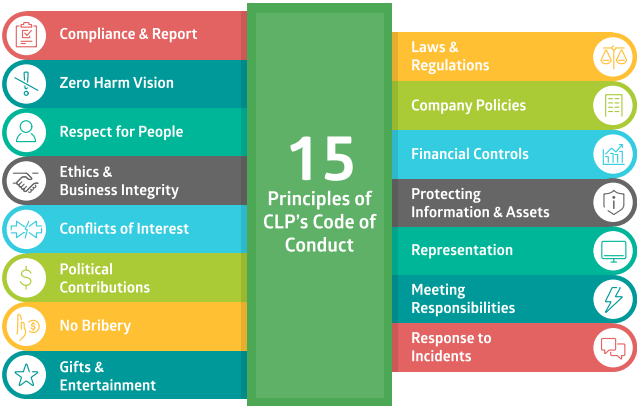 Compliance & Report
Zero Harm Vision
Respect for People
Ethics &
Business Integrity
Conflicts of Interest
Political
Contributions
No Bribery
Gifts &
Entertainment
15
Principles of
CLP's Code of
Conduct
Laws &
Regulations
Company Policies
Financial Controls
Protecting
Information & Assets
Representation
Meeting
Responsibilities
Response to
Incidents